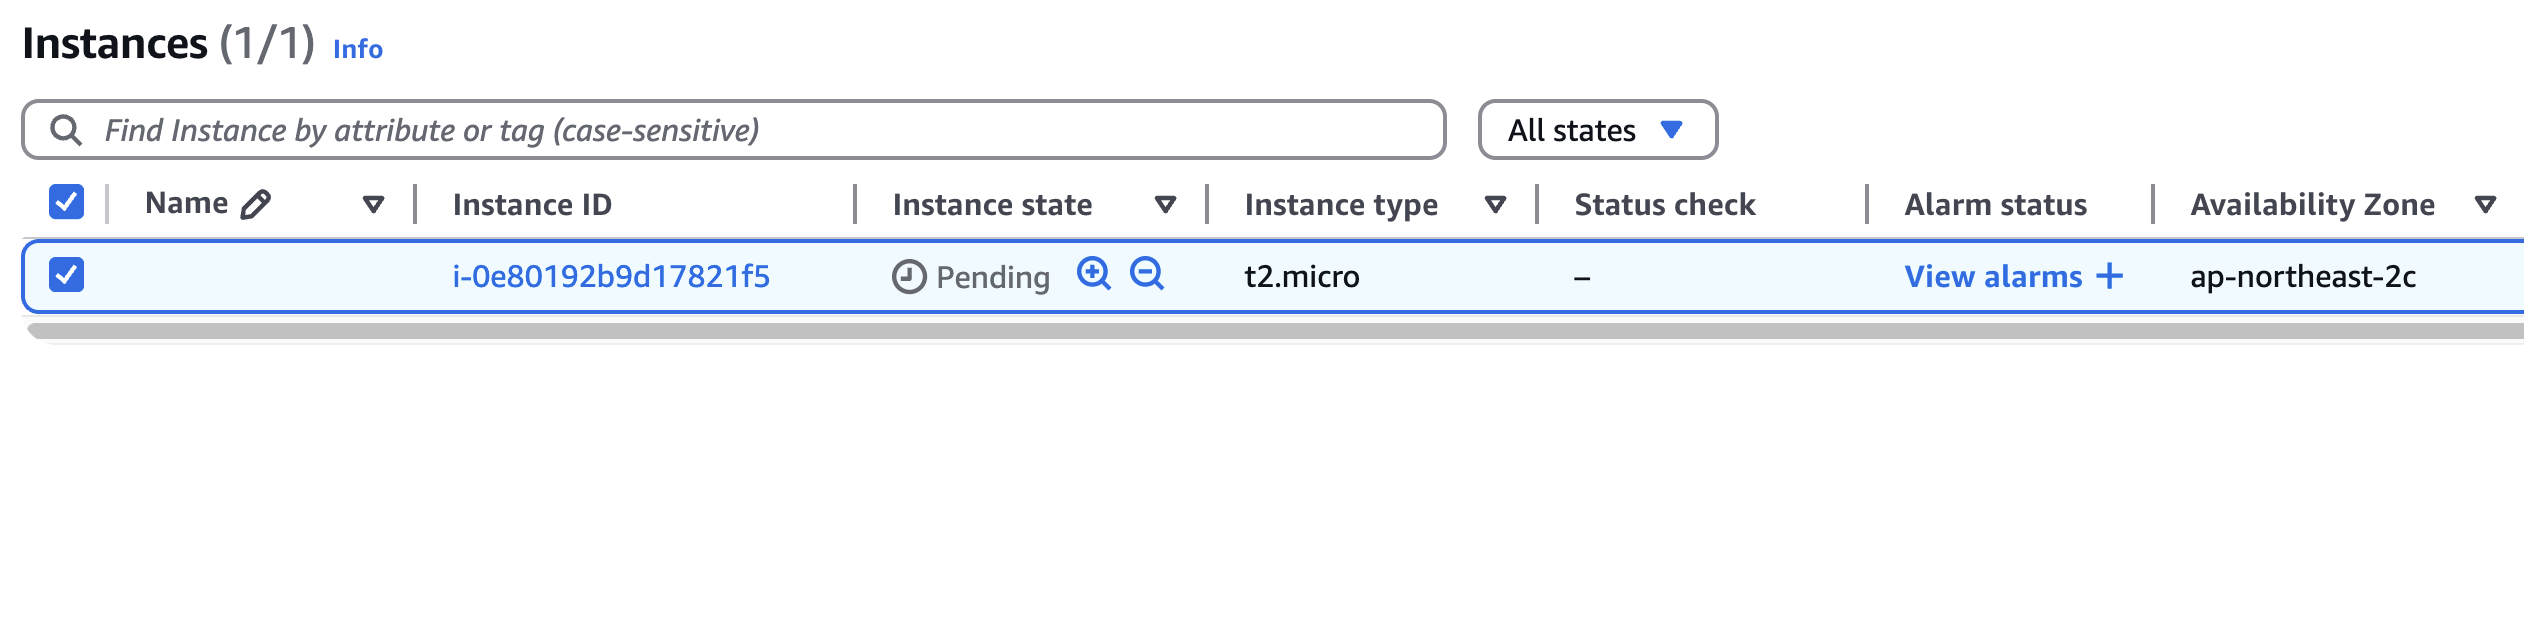 Instances (1/1) Info
Find Instance by attribute or tag (case-sensitive) All states
Name Instance ID Instance state Instance type Status check Alarm status Availability Zone
i-0e80192b9d17821f5 Pending t2.micro – View alarms + ap-northeast-2c